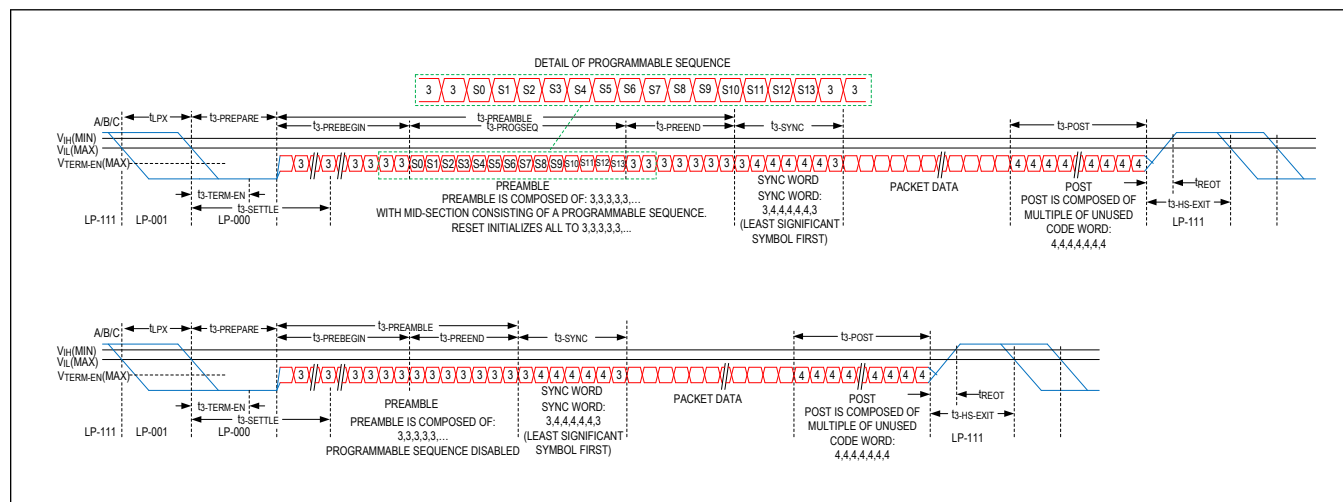 DETAIL OF PROGRAMMABLE SEQUENCE
3 3 S0 S1 S2 S3 S4 S5 S6 S7 S8 S9 S10 S11 S12 S13 3 3
t3-PREAMBLE
A/B/C tLPX t3-PREPARE t3-PREBEGIN t3-PROGSEQ t3-PREEND t3-SYNC t3-POST
VIH(MIN)
VIL(MAX)
VTERM-EN(MAX)
3 3 3 3 3 3 S0 S1 S2 S3 S4 S5 S6 S7 S8 S9 S10 S11 S12 S13 3 3 3 3 3 3 3 3 4 4 4 4 4 3 4 4 4 4 4 4 4 4
t3-TERM-EN
t3-SETTLE
LP-111 LP-001 LP-000
PREAMBLE
PREAMBLE IS COMPOSED OF: 3,3,3,3,3,...
WITH MID-SECTION CONSISTING OF A PROGRAMMABLE SEQUENCE.
RESET INITIALIZES ALL TO 3,3,3,3,3,...
SYNC WORD
SYNC WORD:
3,4,4,4,4,4,3
(LEAST SIGNIFICANT
SYMBOL FIRST)
PACKET DATA
POST
POST IS COMPOSED OF
MULTIPLE OF UNUSED
CODE WORD:
4,4,4,4,4,4,4
tREOT
t3-HS-EXIT
LP-111
t3-PREAMBLE
A/B/C tLPX t3-PREPARE t3-PREBEGIN t3-PREEND t3-SYNC t3-POST
VIH(MIN)
VIL(MAX)
VTERM-EN(MAX)
3 3 3 3 3 3 3 3 3 3 3 3 3 3 4 4 4 4 4 3 4 4 4 4 4 4 4 4
t3-TERM-EN
t3-SETTLE
LP-111 LP-001 LP-000
PREAMBLE
PREAMBLE IS COMPOSED OF:
3,3,3,3,3,...
PROGRAMMABLE SEQUENCE DISABLED
SYNC WORD
SYNC WORD:
3,4,4,4,4,4,3
(LEAST SIGNIFICANT
SYMBOL FIRST)
PACKET DATA
POST
POST IS COMPOSED OF
MULTIPLE OF UNUSED
CODE WORD:
4,4,4,4,4,4,4
tREOT
t3-HS-EXIT
LP-111